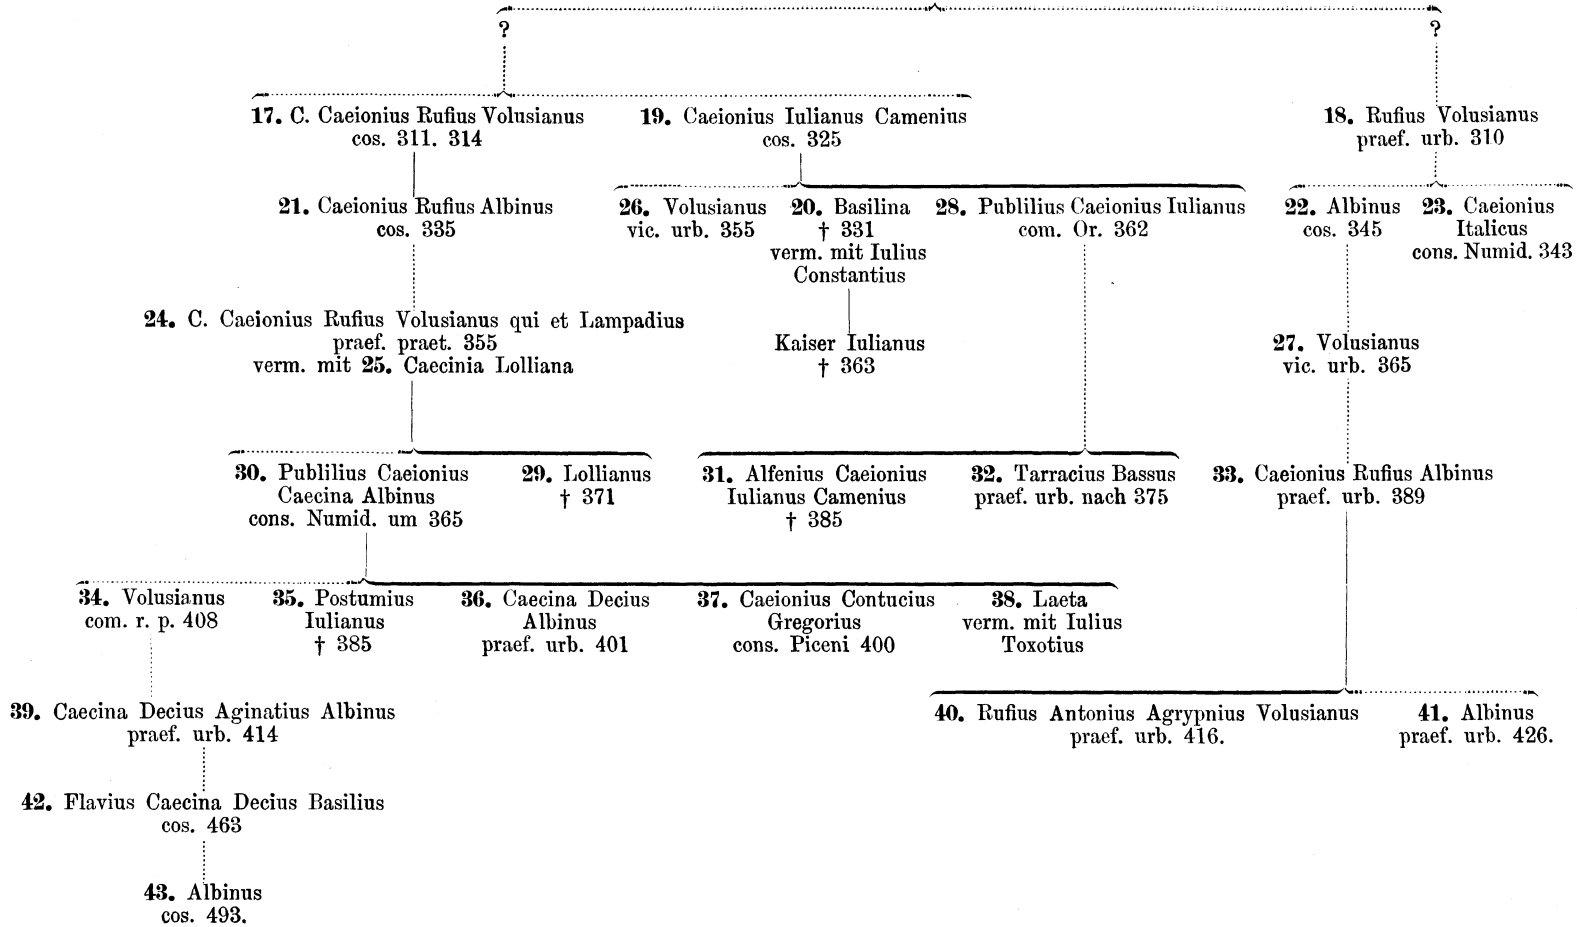 ? ?
17. C. Caeionius Rufius Volusianus 19. Caeionius Iulianus Camenius 18. Rufius Volusianus
cos. 311. 314 cos. 325 praef. urb. 310
21. Caeionius Rufius Albinus 26. Volusianus 20. Basilina 28. Publilius Caeionius Iulianus 22. Albinus 23. Caeionius
cos. 335 vic. urb. 355 † 331 com. Or. 362 cos. 345 Italicus
verm. mit Iulius cons. Numid. 343
Constantius
24. C. Caeionius Rufius Volusianus qui et Lampadius
praef. praet. 355 Kaiser Iulianus 27. Volusianus
verm. mit 25. Caecinia Lolliana † 363 vic. urb. 365
30. Publilius Caeionius 29. Lollianus 31. Alfenius Caeionius 32. Tarracius Bassus 33. Caeionius Rufius Albinus
Caecina Albinus † 371 Iulianus Camenius praef. urb. nach 375 praef. urb. 389
cons. Numid. um 365 † 385
34. Volusianus 35. Postumius 36. Caecina Decius 37. Caeionius Contucius 38. Laeta
com. r. p. 408 Iulianus Albinus Gregorius verm. mit Iulius
† 385 praef. urb. 401 cons. Piceni 400 Toxotius
39. Caecina Decius Aginatius Albinus 40. Rufius Antonius Agrypnius Volusianus 41. Albinus
praef. urb. 414 praef. urb. 416. praef. urb. 426.
42. Flavius Caecina Decius Basilius
cos. 463
43. Albinus
cos. 493.